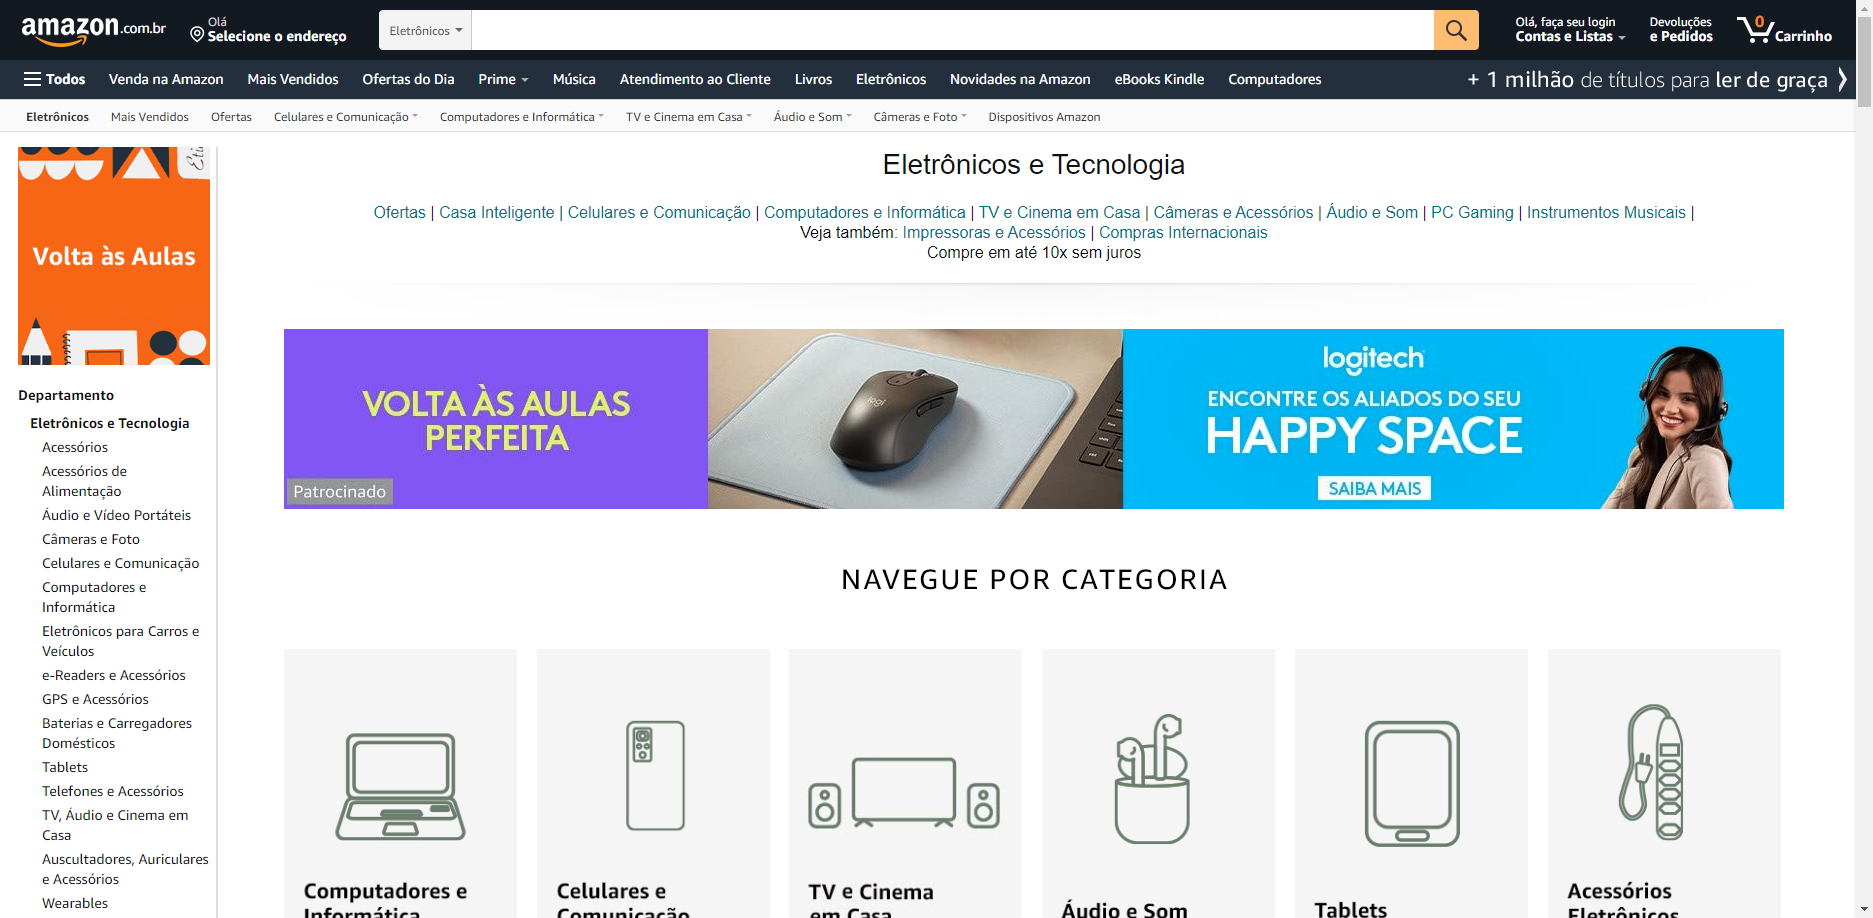 amazon.com.br
Olá
Selecione o endereço
Eletrônicos
Olá, faça seu login
Contas e Listas
Devoluções
e Pedidos
0
Carrinho
Todos
Venda na Amazon
Mais Vendidos
Ofertas do Dia
Prime
Música
Atendimento ao Cliente
Livros
Eletrônicos
Novidades na Amazon
eBooks Kindle
Computadores
+ 1 milhão de títulos para ler de graça
Eletrônicos
Mais Vendidos
Ofertas
Celulares e Comunicação
Computadores e Informática
TV e Cinema em Casa
Áudio e Som
Câmeras e Foto
Dispositivos Amazon
Volta às Aulas
Departamento
Eletrônicos e Tecnologia
Acessórios
Acessórios de
Alimentação
Áudio e Vídeo Portáteis
Câmeras e Foto
Celulares e Comunicação
Computadores e
Informática
Eletrônicos para Carros e
Veículos
e-Readers e Acessórios
GPS e Acessórios
Baterias e Carregadores
Domésticos
Tablets
Telefones e Acessórios
TV, Áudio e Cinema em
Casa
Auscultadores, Auriculares
e Acessórios
Wearables
Eletrônicos e Tecnologia
Ofertas | Casa Inteligente | Celulares e Comunicação | Computadores e Informática | TV e Cinema em Casa | Câmeras e Acessórios | Áudio e Som | PC Gaming | Instrumentos Musicais |
Veja também: Impressoras e Acessórios | Compras Internacionais
Compre em até 10x sem juros
VOLTA ÀS AULAS
PERFEITA
Patrocinado
logi
logitech
ENCONTRE OS ALIADOS DO SEU
HAPPY SPACE
SAIBA MAIS
NAVEGUE POR CATEGORIA
Computadores e
Informática
Celulares e
Comunicação
TV e Cinema
em Casa
Áudio e Som
Tablets
Acessórios
Eletrônicos